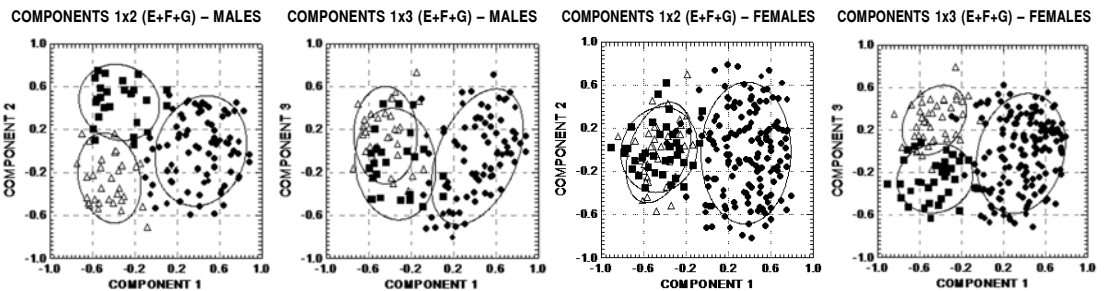 COMPONENTS 1x2 (E+F+G) – MALES
COMPONENT 2
1.0
0.6
0.2
-0.2
-0.6
-1.0
-1.0 -0.6 -0.2 0.2 0.6 1.0
COMPONENT 1
COMPONENTS 1x3 (E+F+G) – MALES
COMPONENT 3
1.0
0.6
0.2
-0.2
-0.6
-1.0
-1.0 -0.6 -0.2 0.2 0.6 1.0
COMPONENT 1
COMPONENTS 1x2 (E+F+G) – FEMALES
COMPONENT 2
1.0
0.6
0.2
-0.2
-0.6
-1.0
-1.0 -0.6 -0.2 0.2 0.6 1.0
COMPONENT 1
COMPONENTS 1x3 (E+F+G) – FEMALES
COMPONENT 3
1.0
0.6
0.2
-0.2
-0.6
-1.0
-1.0 -0.6 -0.2 0.2 0.6 1.0
COMPONENT 1